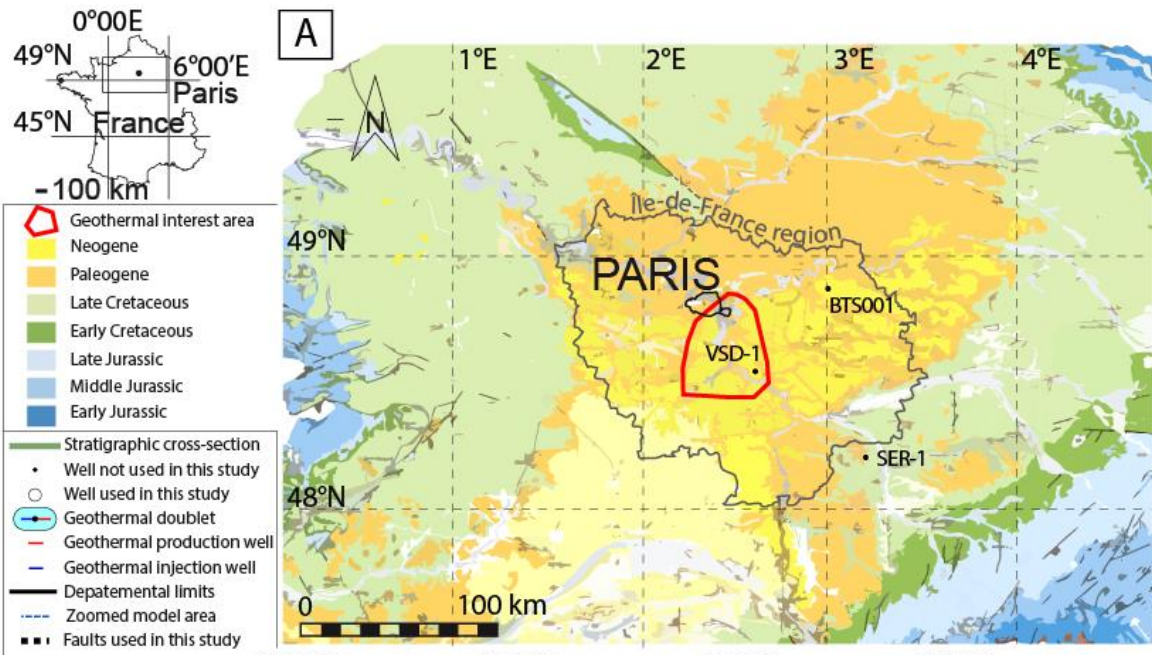 0°00E
49°N
6°00'E
Paris
France
45°N
100 km
Geothermal interest area
Neogene
Paleogene
Late Cretaceous
Early Cretaceous
Late Jurassic
Middle Jurassic
Early Jurassic
Stratigraphic cross-section
Well not used in this study
Well used in this study
Geothermal doublet
Geothermal production well
Geothermal injection well
Depatemental limits
Zoomed model area
Faults used in this study
A
1°E
2°E
3°E
4°E
N
Île-de-France region
49°N
PARIS
BTS001
VSD-1
SER-1
48°N
0
100 km